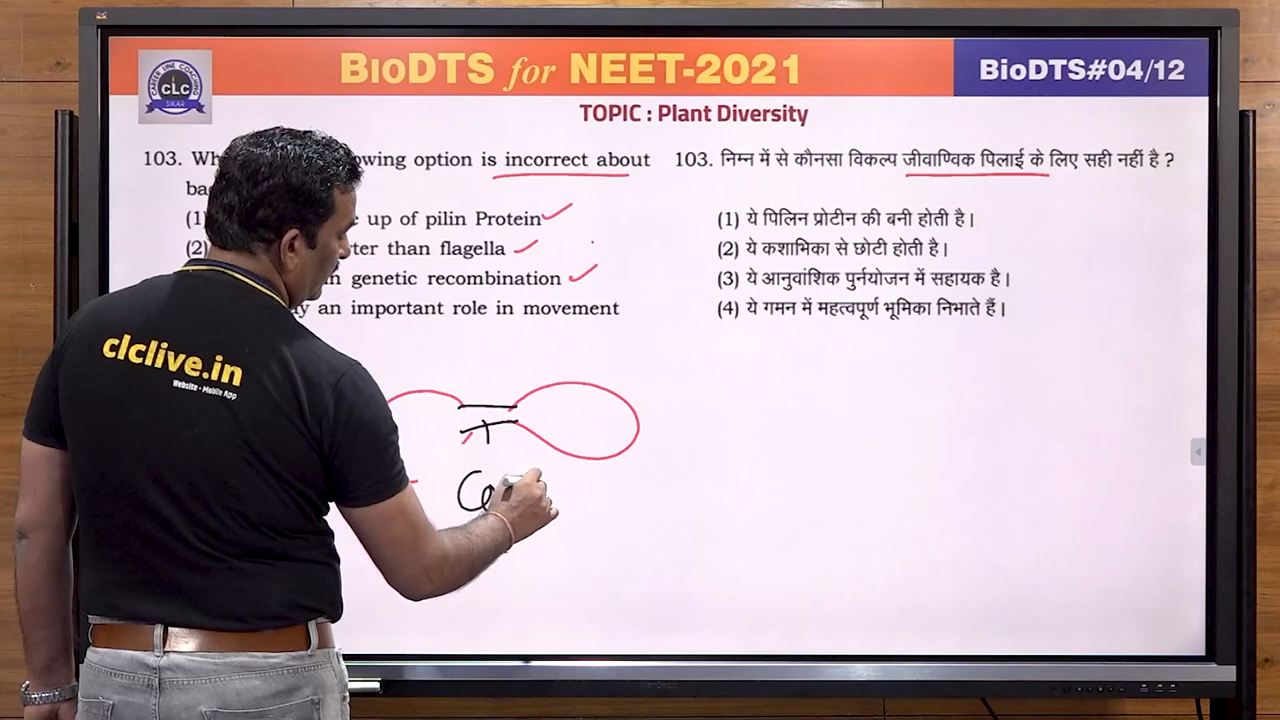 BIODTS for NEET-2021
BioDTS#04/12
CAREER LINE COACHING
CLC
SIKAR
TOPIC : Plant Diversity
103. owing option is incorrect about
(1) up of pilin Protein
(2) than flagella
genetic recombination
an important role in movement
103. निम्न में से कौनसा विकल्प जीवाण्विक पिलाई के लिए सही नहीं है ?
(1) ये पिलिन प्रोटीन की बनी होती है।
(2) ये कशाभिका से छोटी होती है।
(3) ये आनुवांशिक पुर्नयोजन में सहायक है।
(4) ये गमन में महत्वपूर्ण भूमिका निभाते हैं।
clclive.in
Website - Mobile App